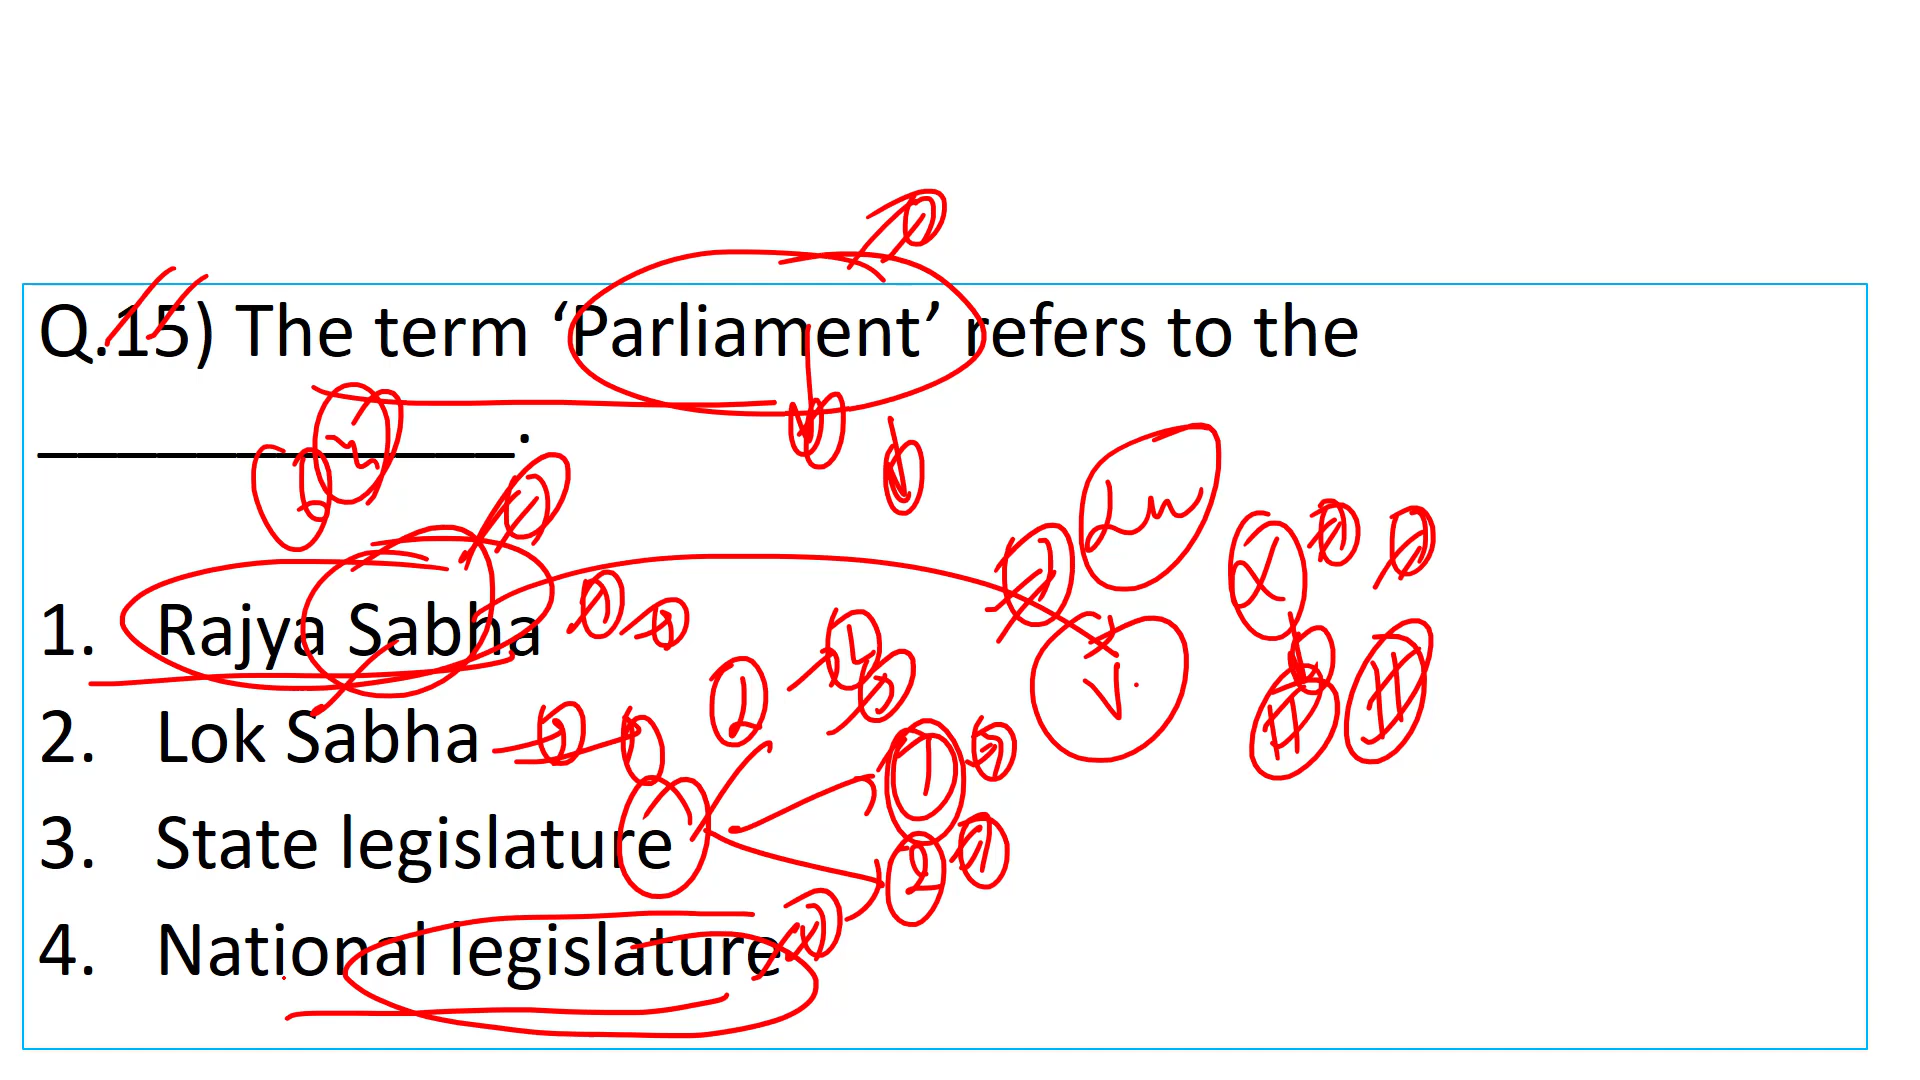 Q.15) The term ‘Parliament’ refers to the
______________.
1. Rajya Sabha
2. Lok Sabha
3. State legislature
4. National legislature